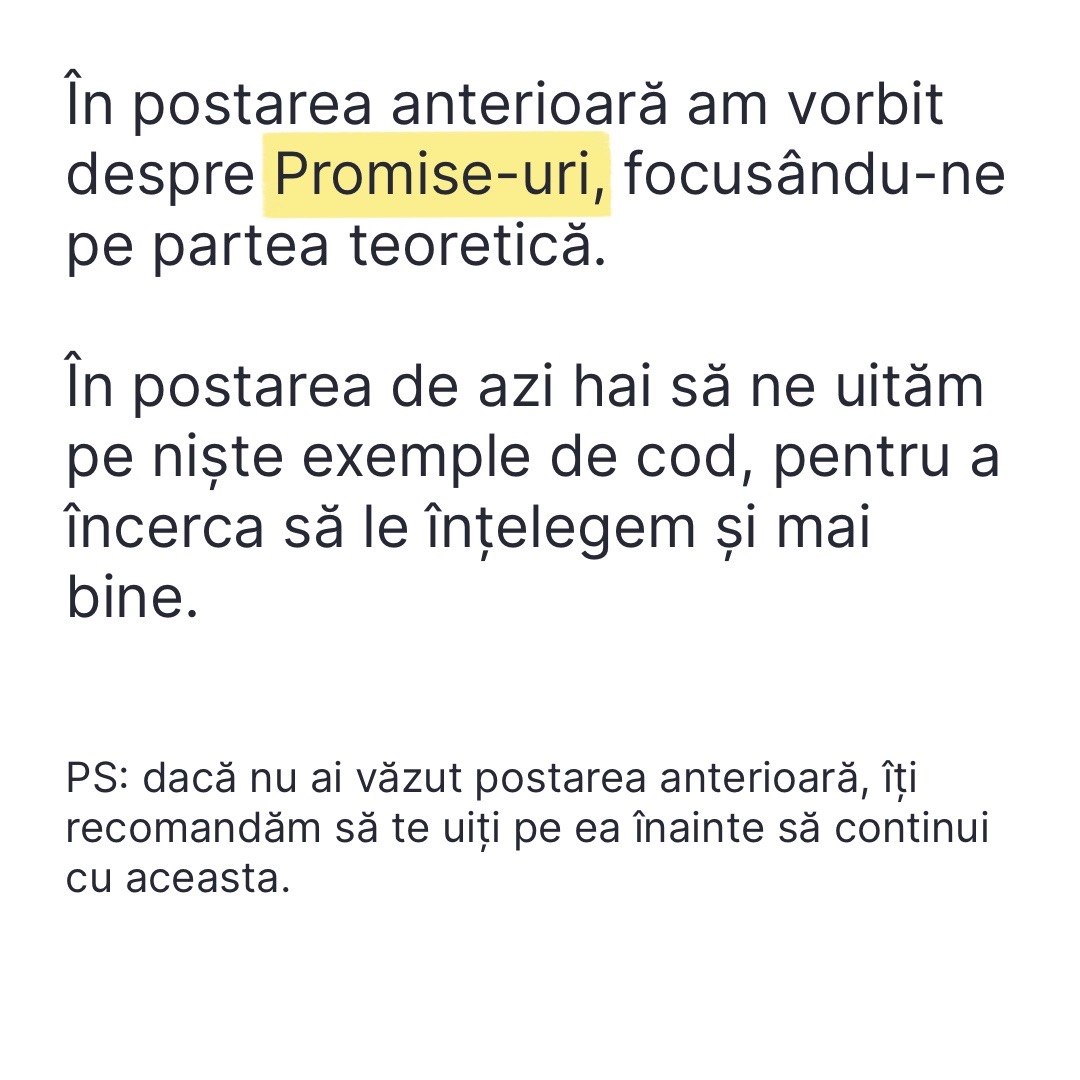 În postarea anterioară am vorbit
despre Promise-uri, focusându-ne
pe partea teoretică.
În postarea de azi hai să ne uităm
pe niște exemple de cod, pentru a
încerca să le înțelegem și mai
bine.
PS: dacă nu ai văzut postarea anterioară, îți
recomandăm să te uiți pe ea înainte să continui
cu aceasta.